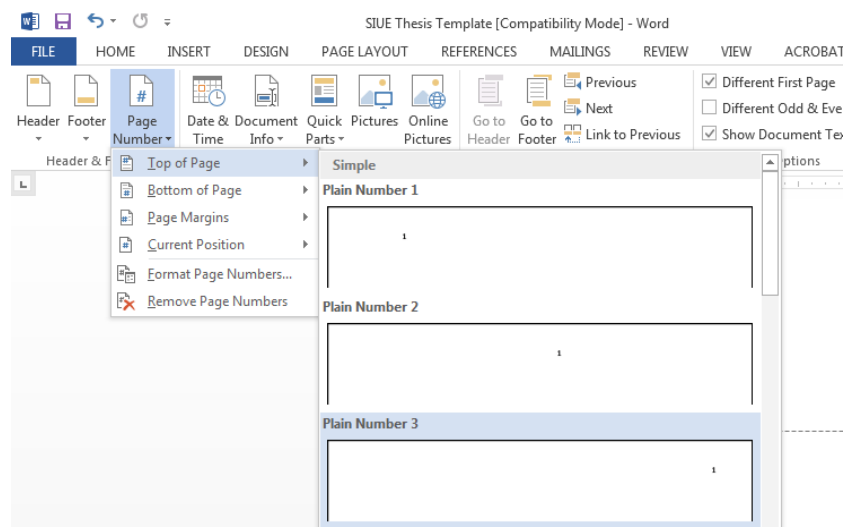 SIUE Thesis Template [Compatibility Mode] - Word
FILE HOME INSERT DESIGN PAGE LAYOUT REFERENCES MAILINGS REVIEW VIEW ACROBAT
Header Footer Page Number Date & Time Document Info Quick Parts Pictures Online Pictures Go to Header Go to Footer
Previous
Next
Link to Previous
Different First Page
Different Odd & Eve
Show Document Tex
Header & F
ptions
Top of Page
Bottom of Page
Page Margins
Current Position
Format Page Numbers...
Remove Page Numbers
Simple
Plain Number 1
1
Plain Number 2
1
Plain Number 3
1